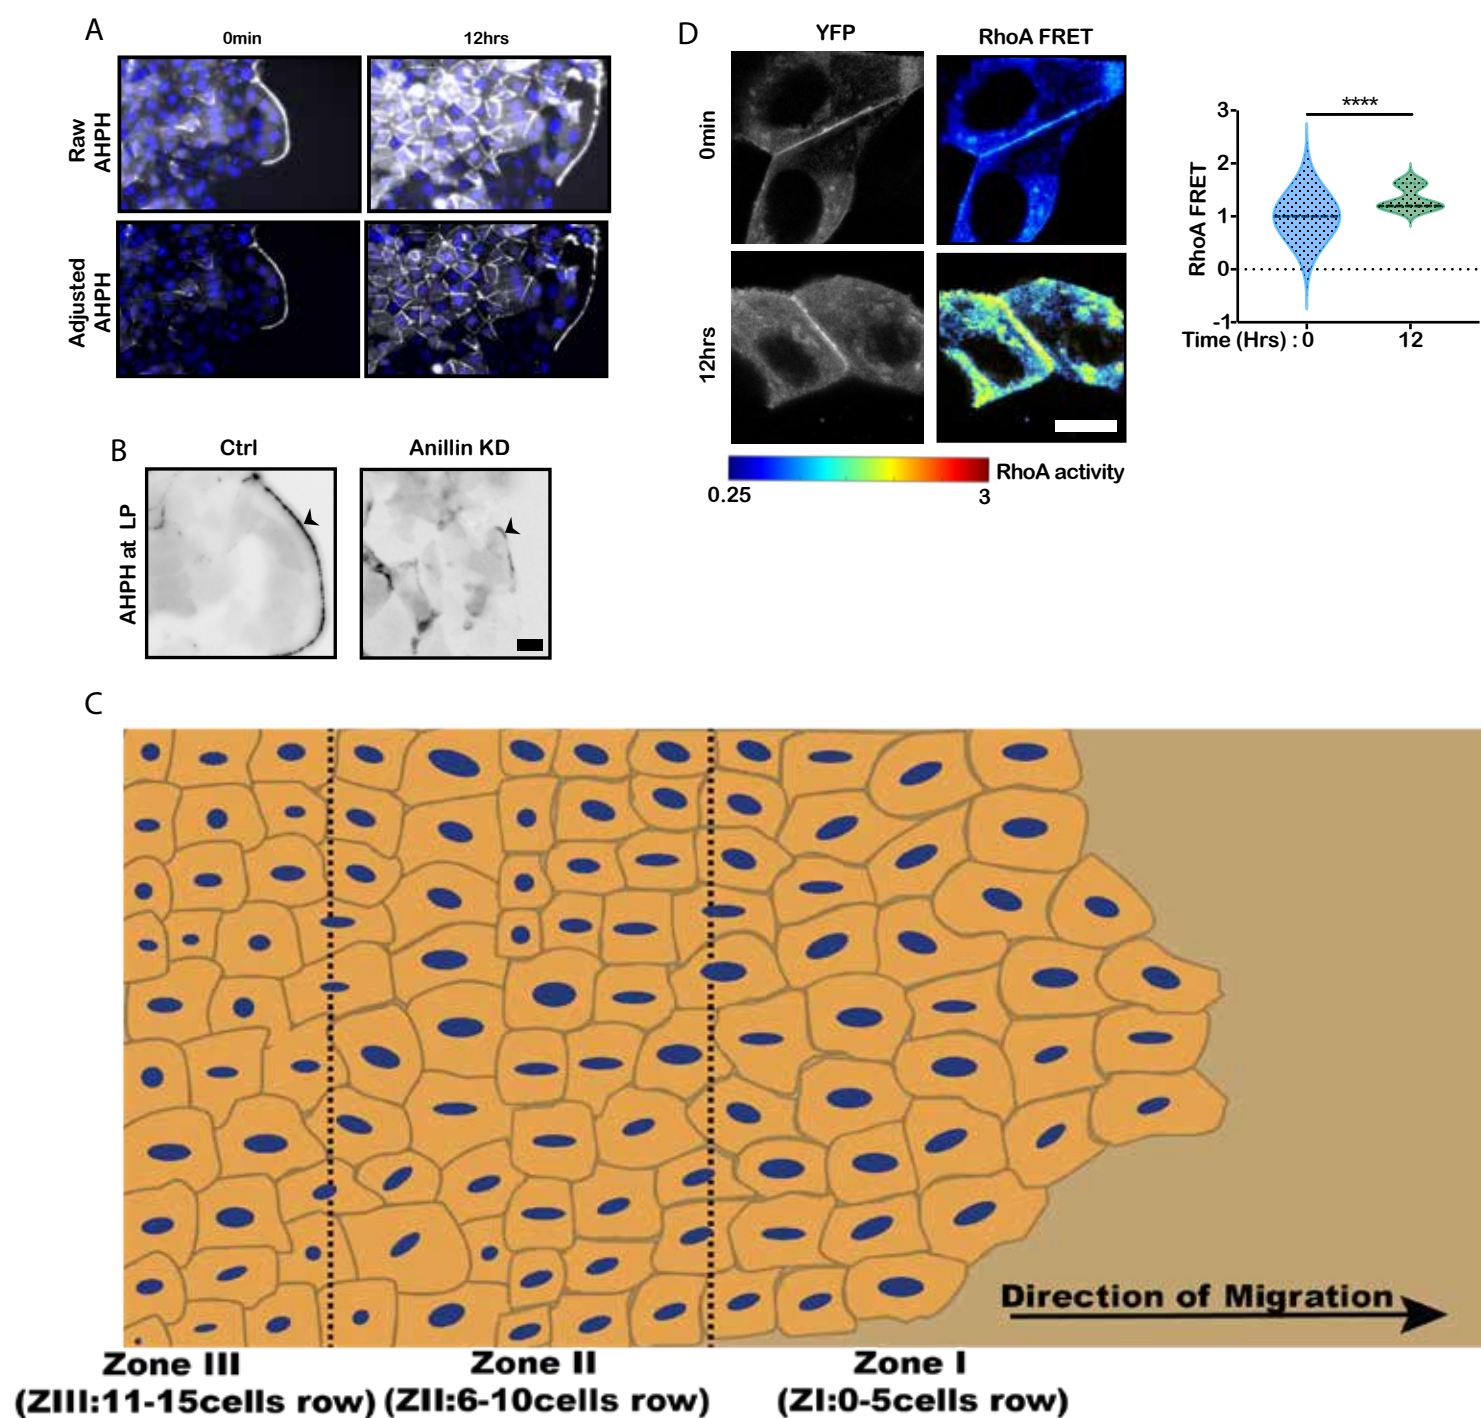 A
0min
12hrs
Raw
AHPH
Adjusted
AHPH
B
Ctrl
Anillin KD
AHPH at LP
D
YFP
RhoA FRET
0min
12hrs
0.25
3
RhoA activity
****
RhoA FRET
3
2
1
0
-1
Time (Hrs) : 0
12
C
Direction of Migration
Zone III
(ZIII:11-15cells row)
Zone II
(ZII:6-10cells row)
Zone I
(ZI:0-5cells row)